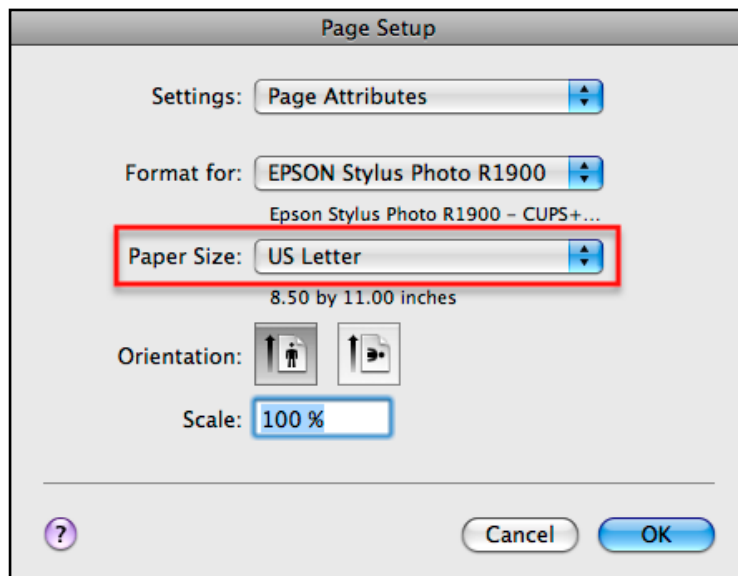 Page Setup
Settings: Page Attributes
Format for: EPSON Stylus Photo R1900
Epson Stylus Photo R1900 – CUPS+...
Paper Size: US Letter
8.50 by 11.00 inches
Orientation:
Scale: 100 %
? Cancel OK